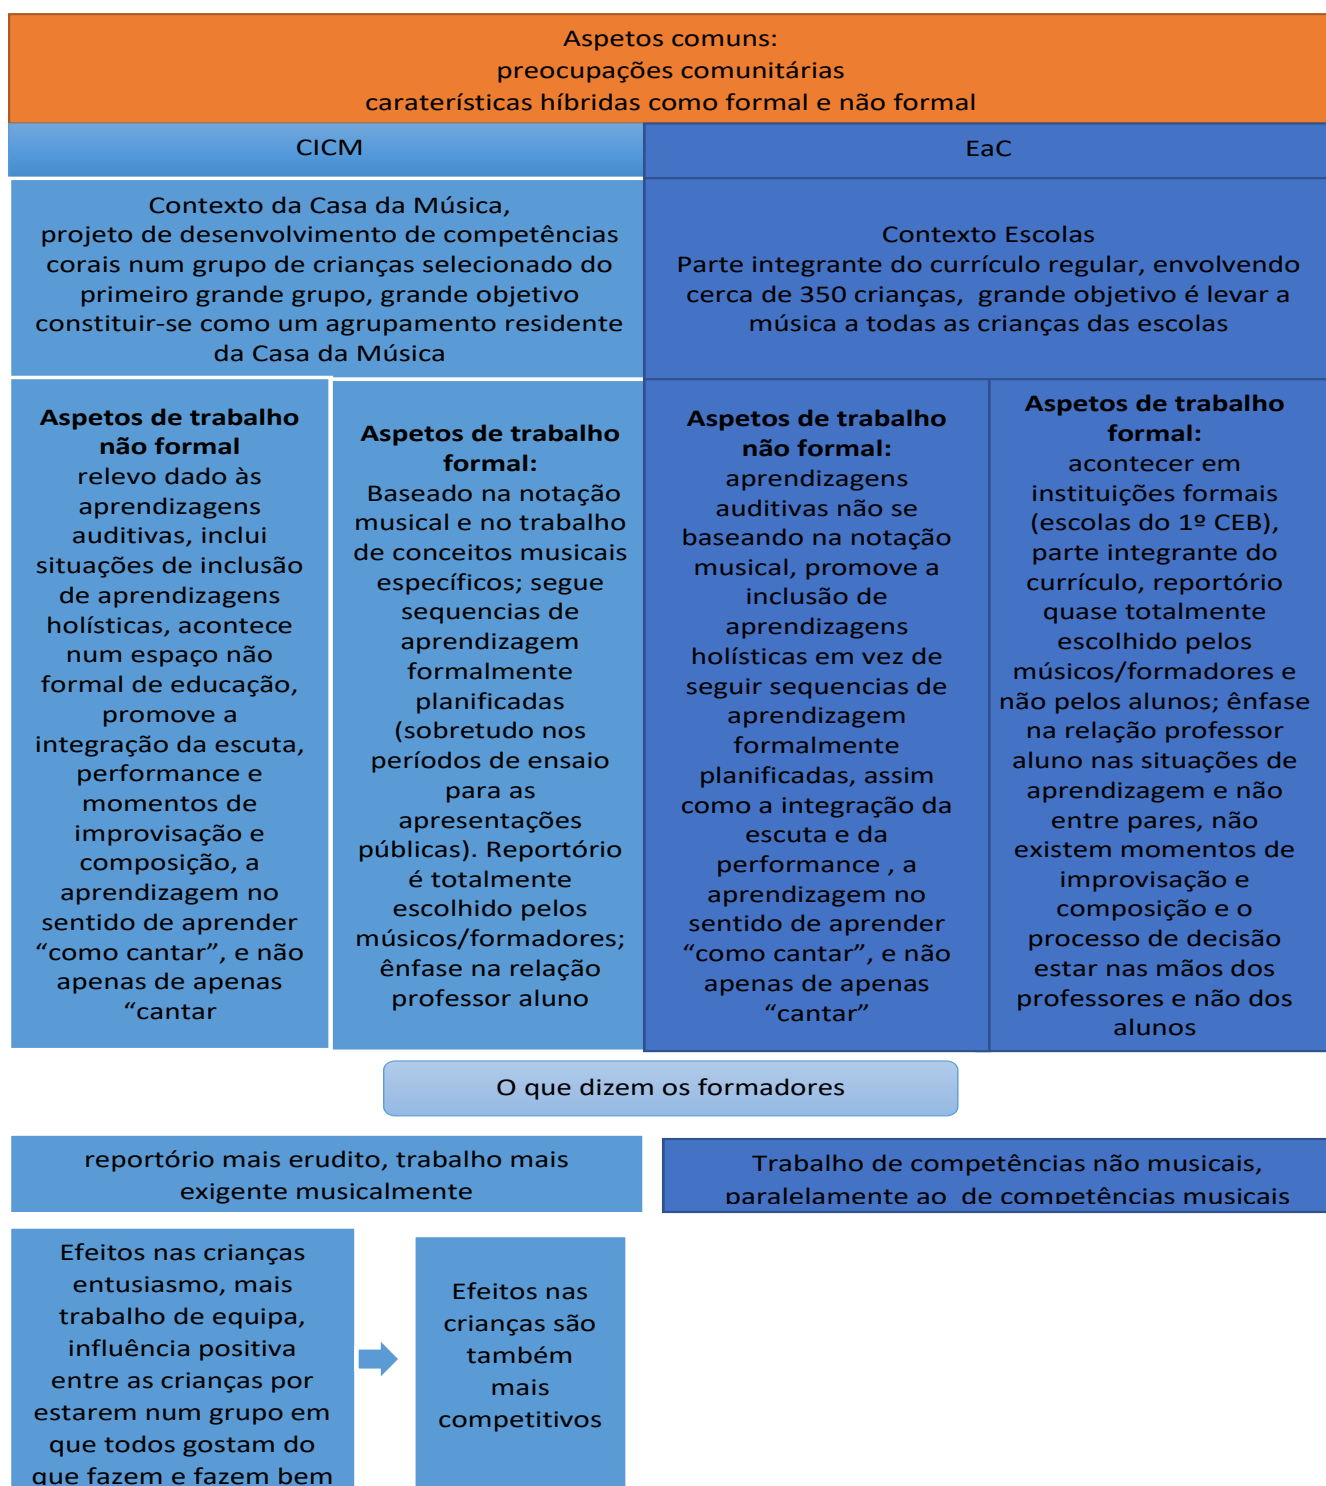 Aspetos comuns:
preocupações comunitárias
caraterísticas híbridas como formal e não formal
CICM
EaC
Contexto da Casa da Música,
projeto de desenvolvimento de competências
corais num grupo de crianças selecionado do
primeiro grande grupo, grande objetivo
constituir-se como um agrupamento residente
da Casa da Música
Contexto Escolas
Parte integrante do currículo regular, envolvendo
cerca de 350 crianças, grande objetivo é levar a
música a todas as crianças das escolas
Aspetos de trabalho
não formal
relevo dado às
aprendizagens
auditivas, inclui
situações de inclusão
de aprendizagens
holísticas, acontece
num espaço não
formal de educação,
promove a
integração da escuta,
performance e
momentos de
improvisação e
composição, a
aprendizagem no
sentido de aprender
“como cantar”, e não
apenas de apenas
“cantar
Aspetos de trabalho
formal:
Baseado na notação
musical e no trabalho
de conceitos musicais
específicos; segue
sequencias de
aprendizagem
formalmente
planificadas
(sobretudo nos
períodos de ensaio
para as
apresentações
públicas). Reportório
é totalmente
escolhido pelos
músicos/formadores;
ênfase na relação
professor aluno
Aspetos de trabalho
não formal:
aprendizagens
auditivas não se
baseando na notação
musical, promove a
inclusão de
aprendizagens
holísticas em vez de
seguir sequencias de
aprendizagem
formalmente
planificadas, assim
como a integração da
escuta e da
performance , a
aprendizagem no
sentido de aprender
“como cantar”, e não
apenas de apenas
“cantar”
Aspetos de trabalho
formal:
acontecer em
instituições formais
(escolas do 1º CEB),
parte integrante do
currículo, reportório
quase totalmente
escolhido pelos
músicos/formadores e
não pelos alunos; ênfase
na relação professor
aluno nas situações de
aprendizagem e não
entre pares, não
existem momentos de
improvisação e
composição e o
processo de decisão
estar nas mãos dos
professores e não dos
alunos
O que dizem os formadores
reportório mais erudito, trabalho mais
exigente musicalmente
Trabalho de competências não musicais,
paralelamente ao de competências musicais
Efeitos nas crianças
entusiasmo, mais
trabalho de equipa,
influência positiva
entre as crianças por
estarem num grupo em
que todos gostam do
que fazem e fazem bem
Efeitos nas
crianças são
também
mais
competitivos